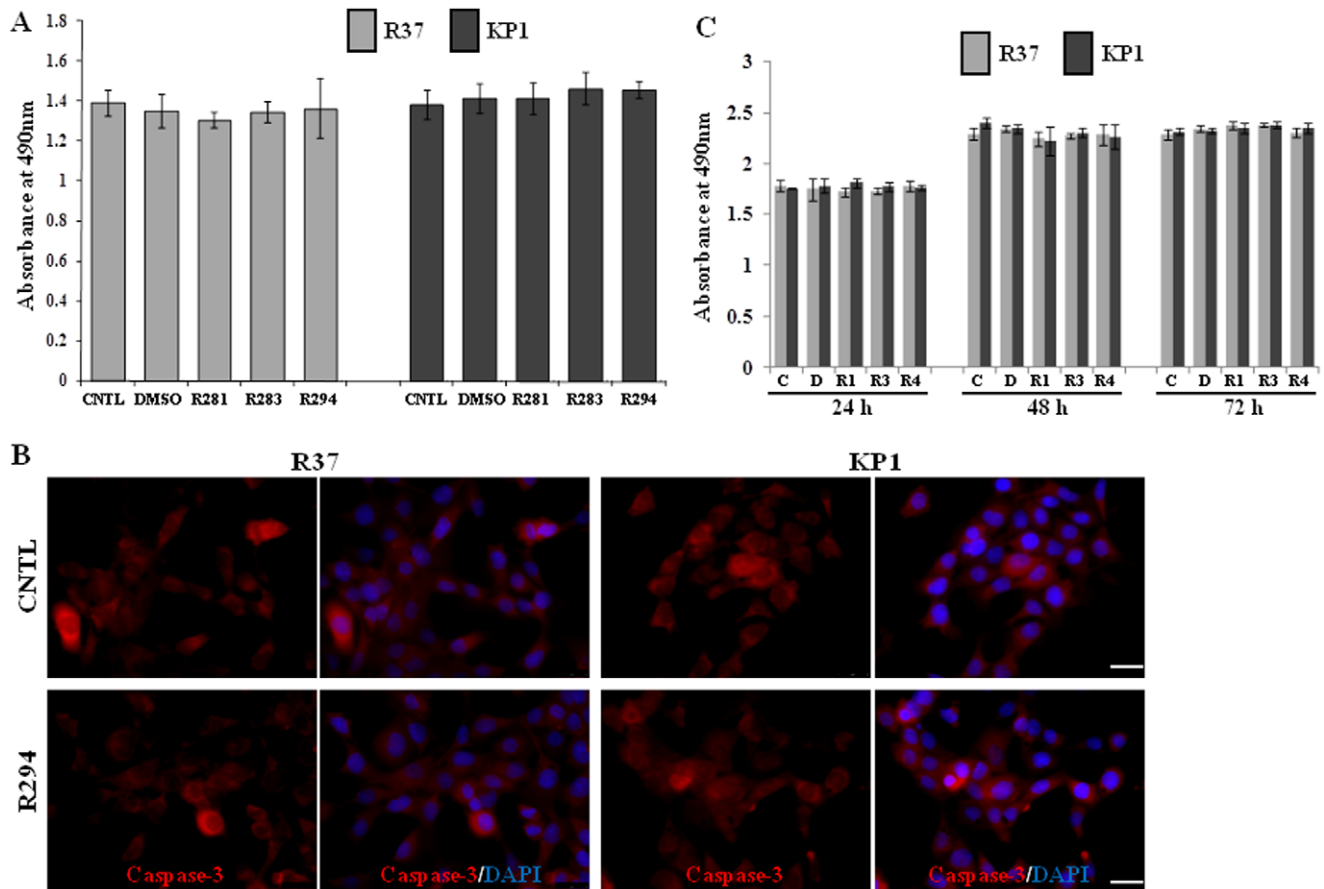 A
R37 KP1
Absorbance at 490nm
1.8
1.6
1.4
1.2
1
0.8
0.6
0.4
0.2
0
CNTL DMSO R281 R283 R294 CNTL DMSO R281 R283 R294
C
R37 KP1
Absorbance at 490nm
3
2.5
2
1.5
1
0.5
0
C D R1 R3 R4 C D R1 R3 R4 C D R1 R3 R4
24 h 48 h 72 h
B
R37 KP1
CNTL
R294
Caspase-3 Caspase-3/DAPI Caspase-3 Caspase-3/DAPI